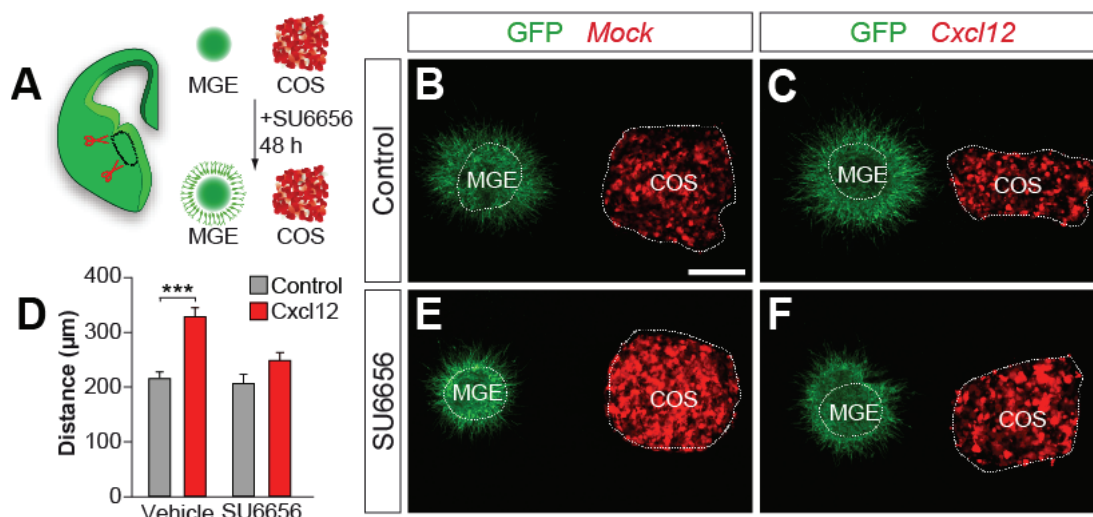 A
MGE
COS
+SU6656
48 h
MGE
COS
GFP Mock
GFP Cxcl12
Control
B
MGE
COS
C
MGE
COS
D
Distance (µm)
400
300
200
100
0
***
Control
Cxcl12
Vehicle SU6656
SU6656
E
MGE
COS
F
MGE
COS